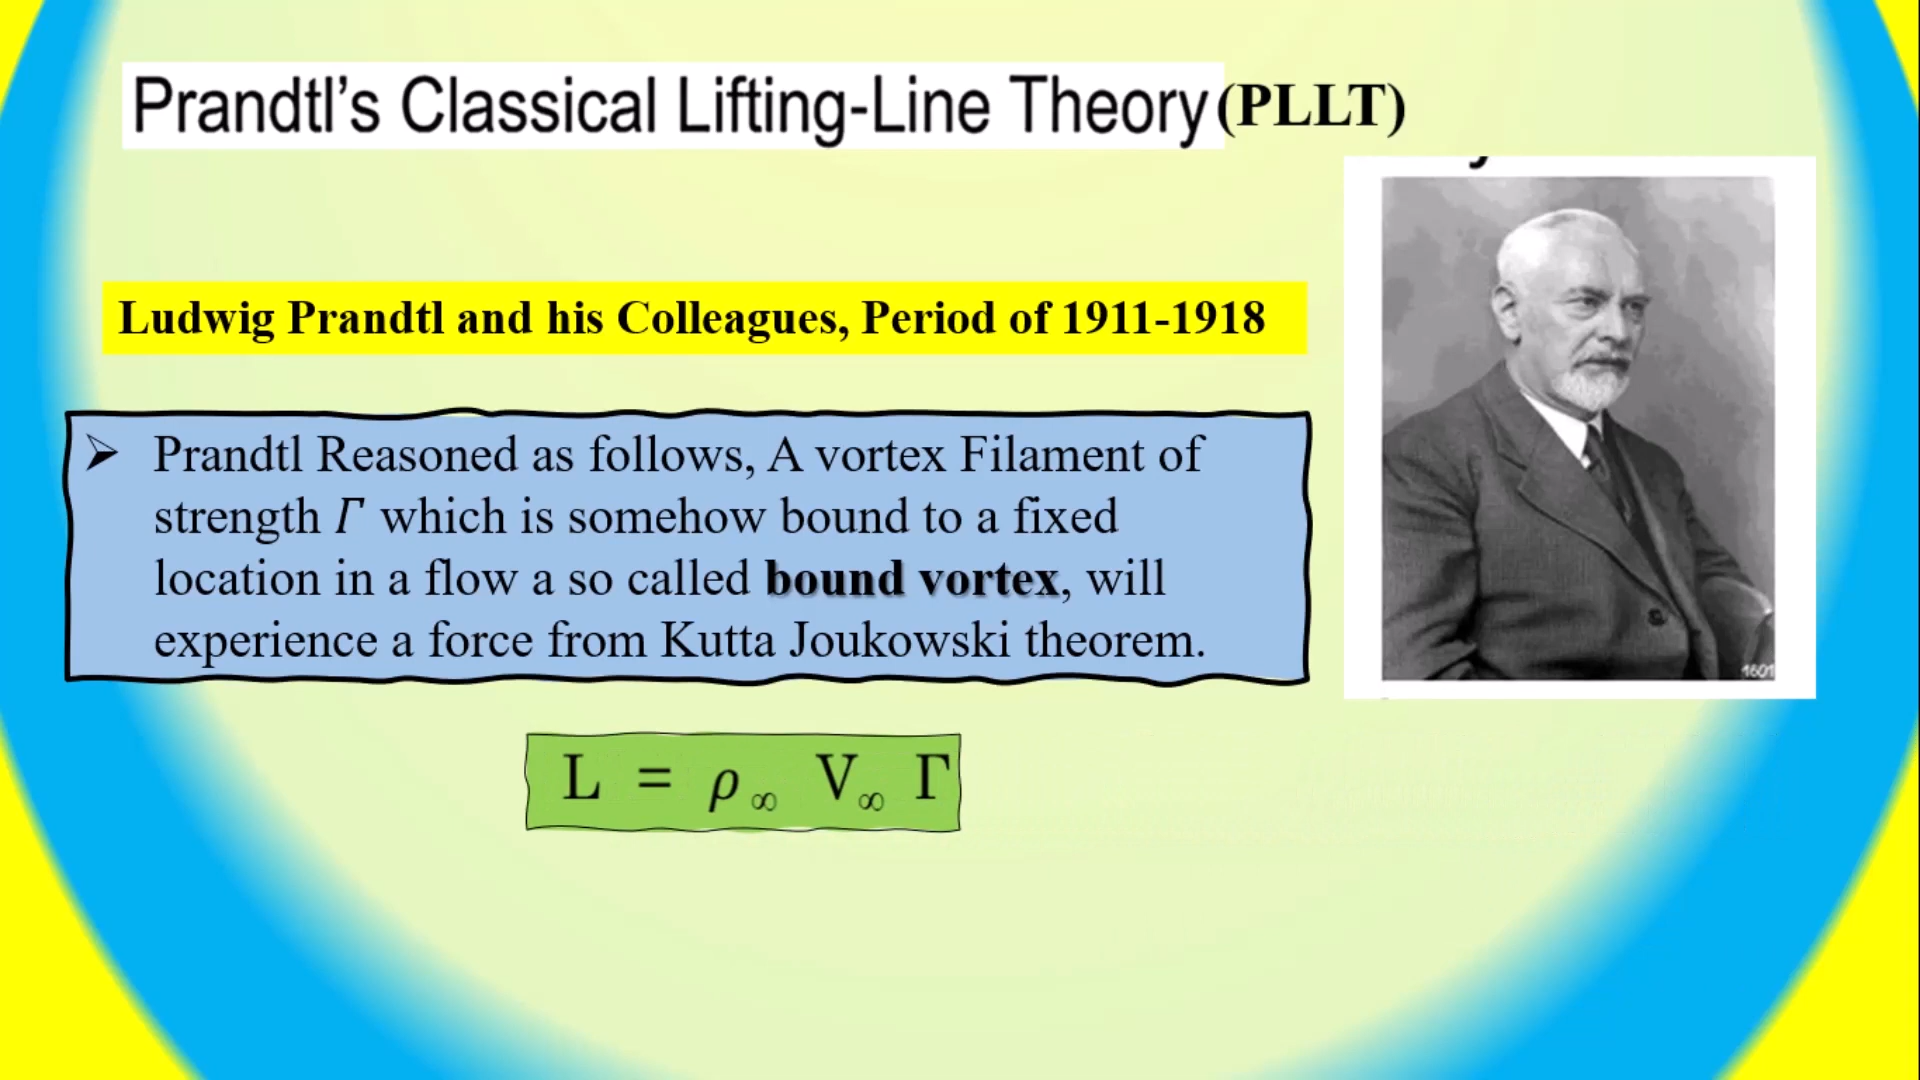 Prandtl's Classical Lifting-Line Theory (PLLT)
Ludwig Prandtl and his Colleagues, Period of 1911-1918
➢ Prandtl Reasoned as follows, A vortex Filament of
strength Γ which is somehow bound to a fixed
location in a flow a so called bound vortex, will
experience a force from Kutta Joukowski theorem.
1601
L = ρ∞ V∞ Γ